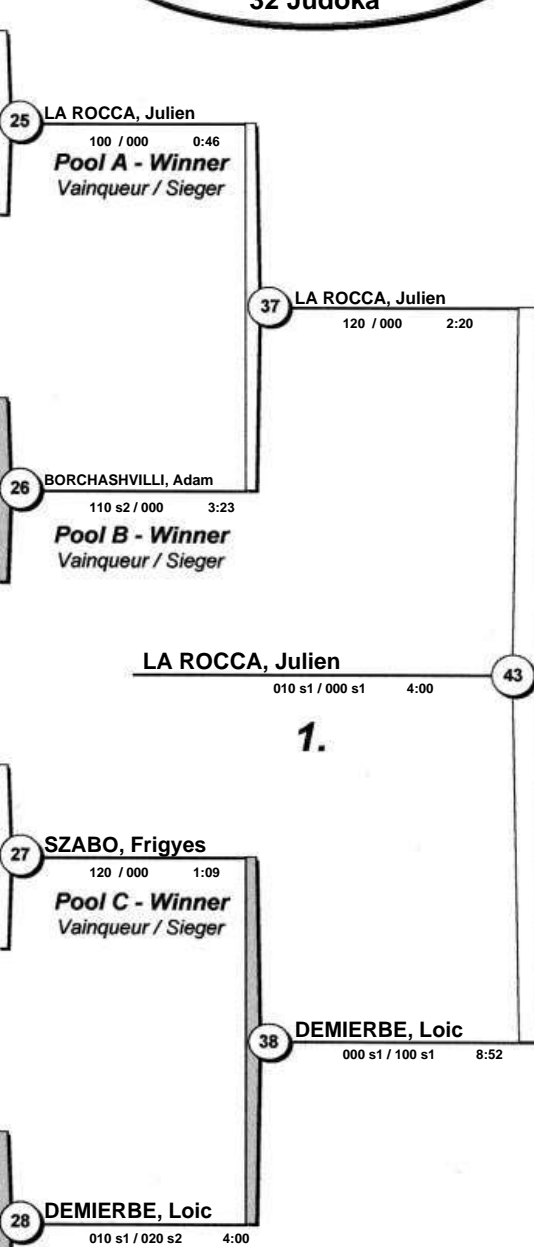 32 Judoka
25
LA ROCCA, Julien
100 / 000 0:46
Pool A - Winner
Vainqueur / Sieger
37
LA ROCCA, Julien
120 / 000 2:20
26
BORCHASHVILLI, Adam
110 s2 / 000 3:23
Pool B - Winner
Vainqueur / Sieger
LA ROCCA, Julien
43
010 s1 / 000 s1 4:00
1.
27
SZABO, Frigyes
120 / 000 1:09
Pool C - Winner
Vainqueur / Sieger
38
DEMIERBE, Loic
000 s1 / 100 s1 8:52
28
DEMIERBE, Loic
010 s1 / 020 s2 4:00